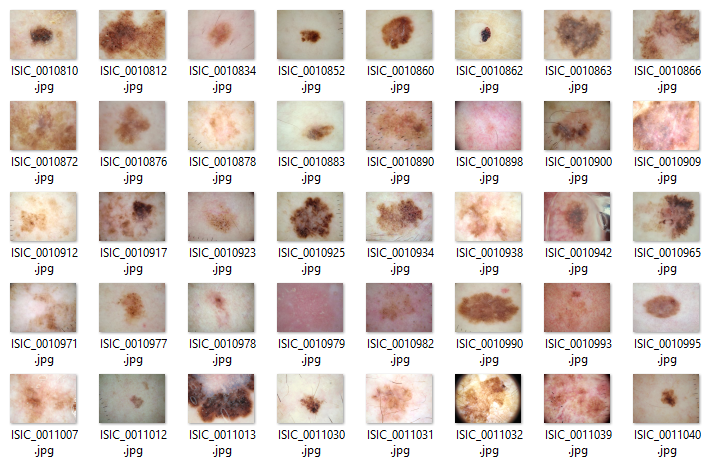 ISIC_0010810 ISIC_0010812 ISIC_0010834 ISIC_0010852 ISIC_0010860 ISIC_0010862 ISIC_0010863 ISIC_0010866
.jpg .jpg .jpg .jpg .jpg .jpg .jpg .jpg
ISIC_0010872 ISIC_0010876 ISIC_0010878 ISIC_0010883 ISIC_0010890 ISIC_0010898 ISIC_0010900 ISIC_0010909
.jpg .jpg .jpg .jpg .jpg .jpg .jpg .jpg
ISIC_0010912 ISIC_0010917 ISIC_0010923 ISIC_0010925 ISIC_0010934 ISIC_0010938 ISIC_0010942 ISIC_0010965
.jpg .jpg .jpg .jpg .jpg .jpg .jpg .jpg
ISIC_0010971 ISIC_0010977 ISIC_0010978 ISIC_0010979 ISIC_0010982 ISIC_0010990 ISIC_0010993 ISIC_0010995
.jpg .jpg .jpg .jpg .jpg .jpg .jpg .jpg
ISIC_0011007 ISIC_0011012 ISIC_0011013 ISIC_0011030 ISIC_0011031 ISIC_0011032 ISIC_0011039 ISIC_0011040
.jpg .jpg .jpg .jpg .jpg .jpg .jpg .jpg